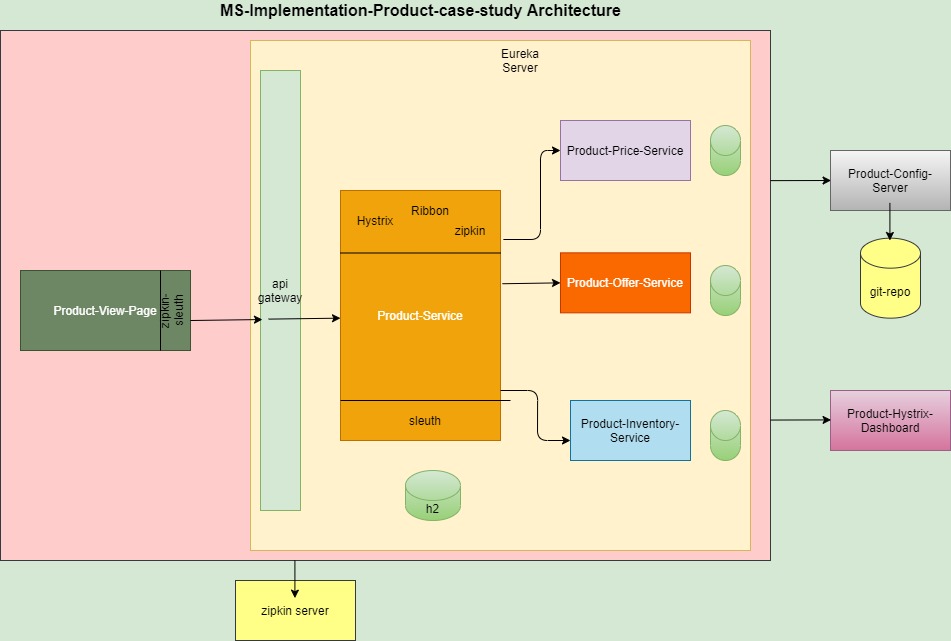 MS-Implementation-Product-case-study Architecture
Eureka
Server
Product-Price-Service
Product-Config-
Server
Hystrix
Ribbon
zipkin
git-repo
api
gateway
Product-Offer-Service
Product-View-Page
zipkin-
sleuth
Product-Service
Product-Inventory-
Service
Product-Hystrix-
Dashboard
sleuth
h2
zipkin server